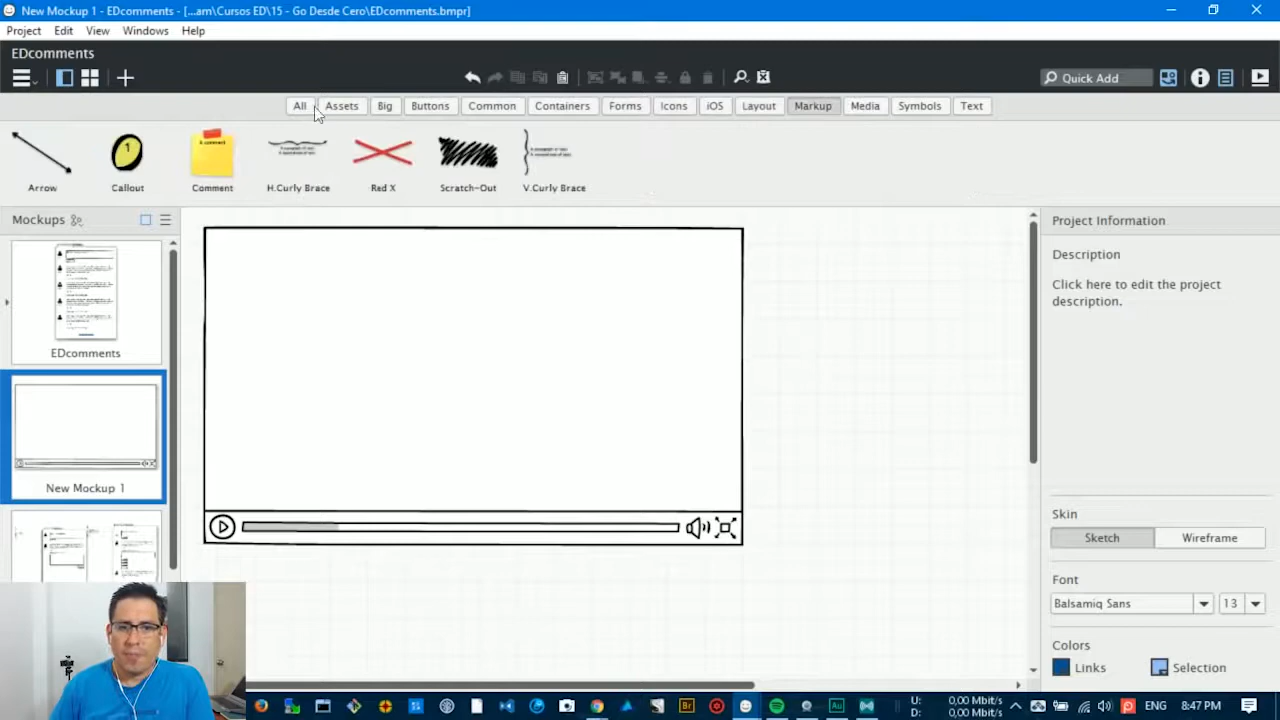 New Mockup 1 - EDcomments - [...am\Cursos ED\15 - Go Desde Cero\EDcomments.bmpr]
Project Edit View Windows Help
EDcomments
Quick Add
All Assets Big Buttons Common Containers Forms Icons iOS Layout Markup Media Symbols Text
1
A comment
Arrow Callout Comment H.Curly Brace Red X Scratch-Out V.Curly Brace
Mockups
Project Information
Description
Click here to edit the project
description.
EDcomments
New Mockup 1
Skin
Sketch Wireframe
Font
Balsamiq Sans 13
Colors
Links Selection
Br Au
U: 0,00 Mbit/s
D: 0,00 Mbit/s
ENG 8:47 PM